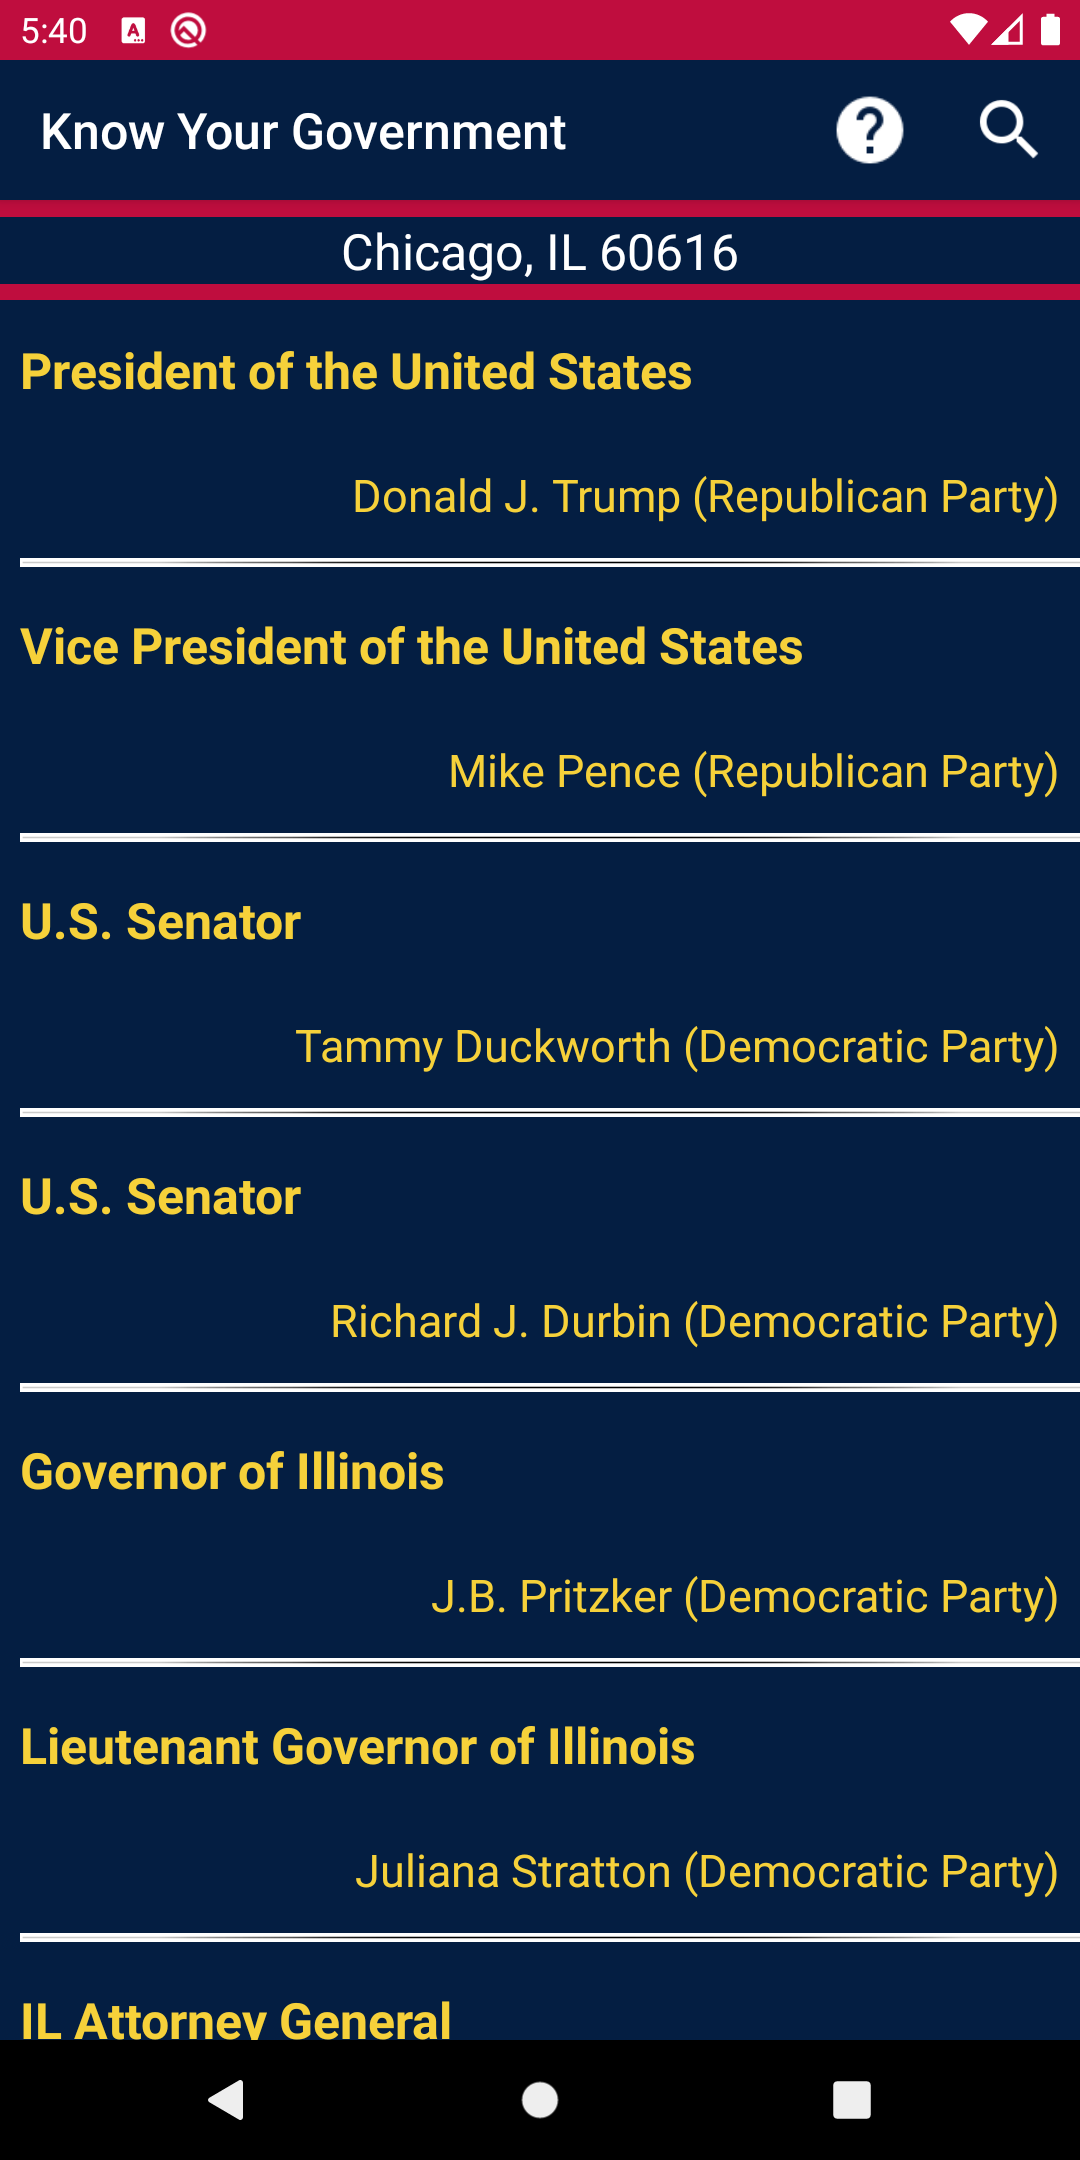 5:40
Know Your Government
Chicago, IL 60616
President of the United States
Donald J. Trump (Republican Party)
Vice President of the United States
Mike Pence (Republican Party)
U.S. Senator
Tammy Duckworth (Democratic Party)
U.S. Senator
Richard J. Durbin (Democratic Party)
Governor of Illinois
J.B. Pritzker (Democratic Party)
Lieutenant Governor of Illinois
Juliana Stratton (Democratic Party)
IL Attorney General